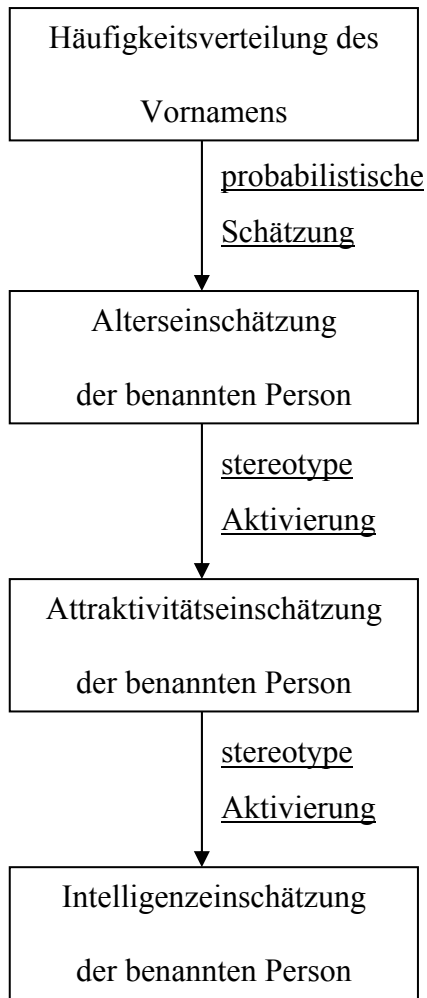 Häufigkeitsverteilung des
Vornamens
probabilistische
Schätzung
Alterseinschätzung
der benannten Person
stereotype
Aktivierung
Attraktivitätseinschätzung
der benannten Person
stereotype
Aktivierung
Intelligenzeinschätzung
der benannten Person